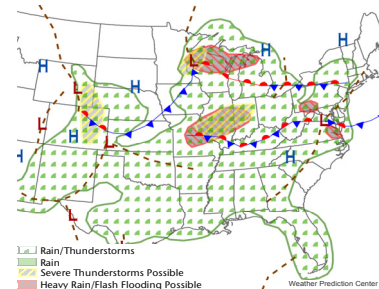 H
H
H
L
L
H
L
L
L
H
H
H
L
Rain/Thunderstorms
Rain
Severe Thunderstorms Possible
Heavy Rain/Flash Flooding Possible
Weather Prediction Center